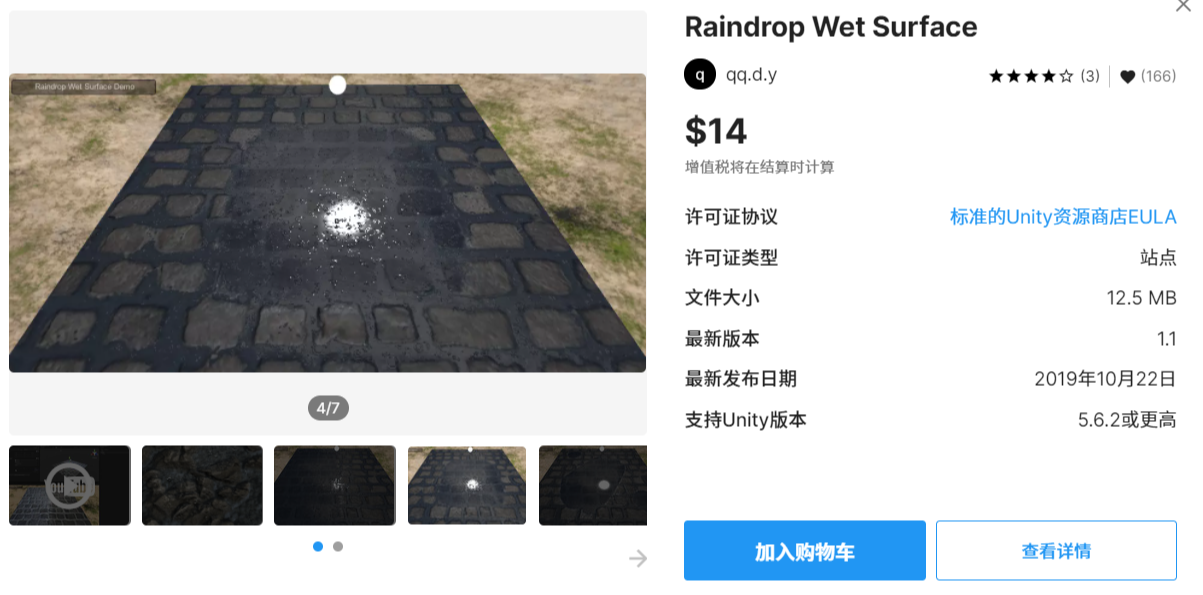 Raindrop Wet Surface
q qq.d.y
★★★★☆ (3) (166)
$14
增值税将在结算时计算
许可证协议 标准的Unity资源商店EULA
许可证类型 站点
文件大小 12.5 MB
最新版本 1.1
最新发布日期 2019年10月22日
支持Unity版本 5.6.2或更高
加入购物车 查看详情
Raindrop Wet Surface Demo
4/7